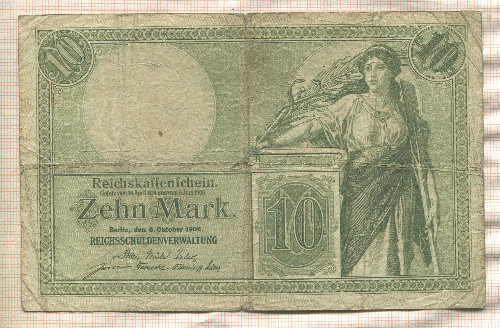 10
10
Reichskassenschein.
Zehn Mark.
Berlin, den 6. Oktober 1906.
REICHSSCHULDENVERWALTUNG
10